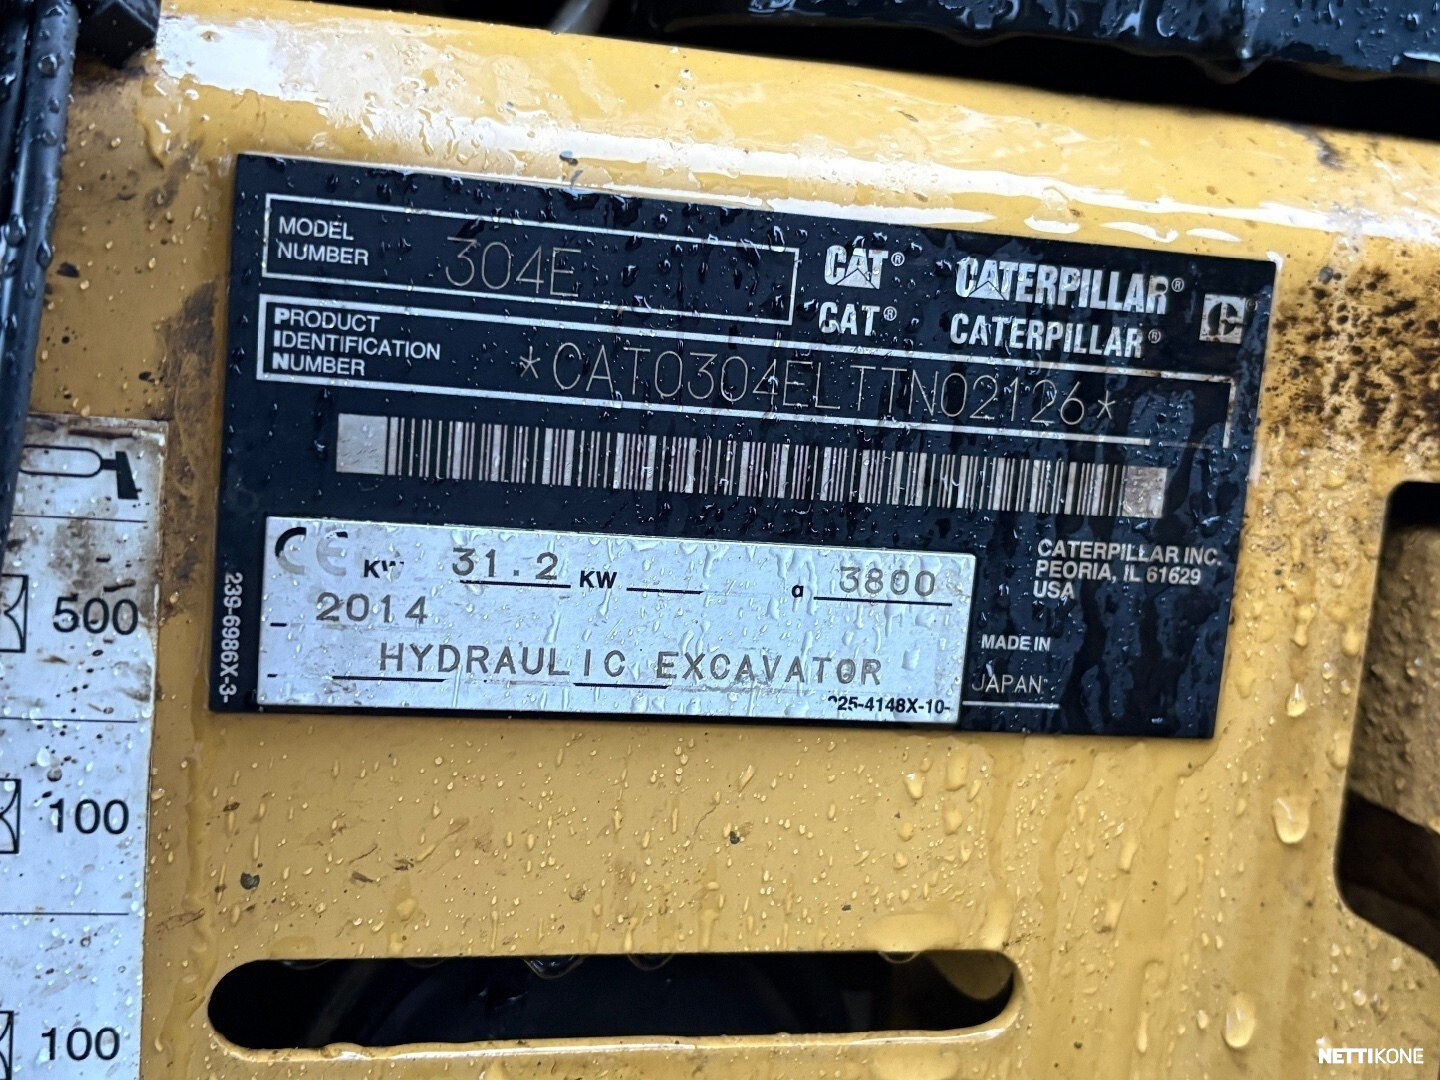 MODEL
NUMBER
304E
CAT® CATERPILLAR®
CAT® CATERPILLAR®
PRODUCT
IDENTIFICATION
NUMBER
*CAT0304ELTTN02126*
CE KW 31.2 KW 3800
2014
HYDRAULIC EXCAVATOR
25-4148X-10-
239-6986X-3-
CATERPILLAR INC.
PEORIA, IL 61629
USA
MADE IN
JAPAN
500
100
100
NETTIKONE